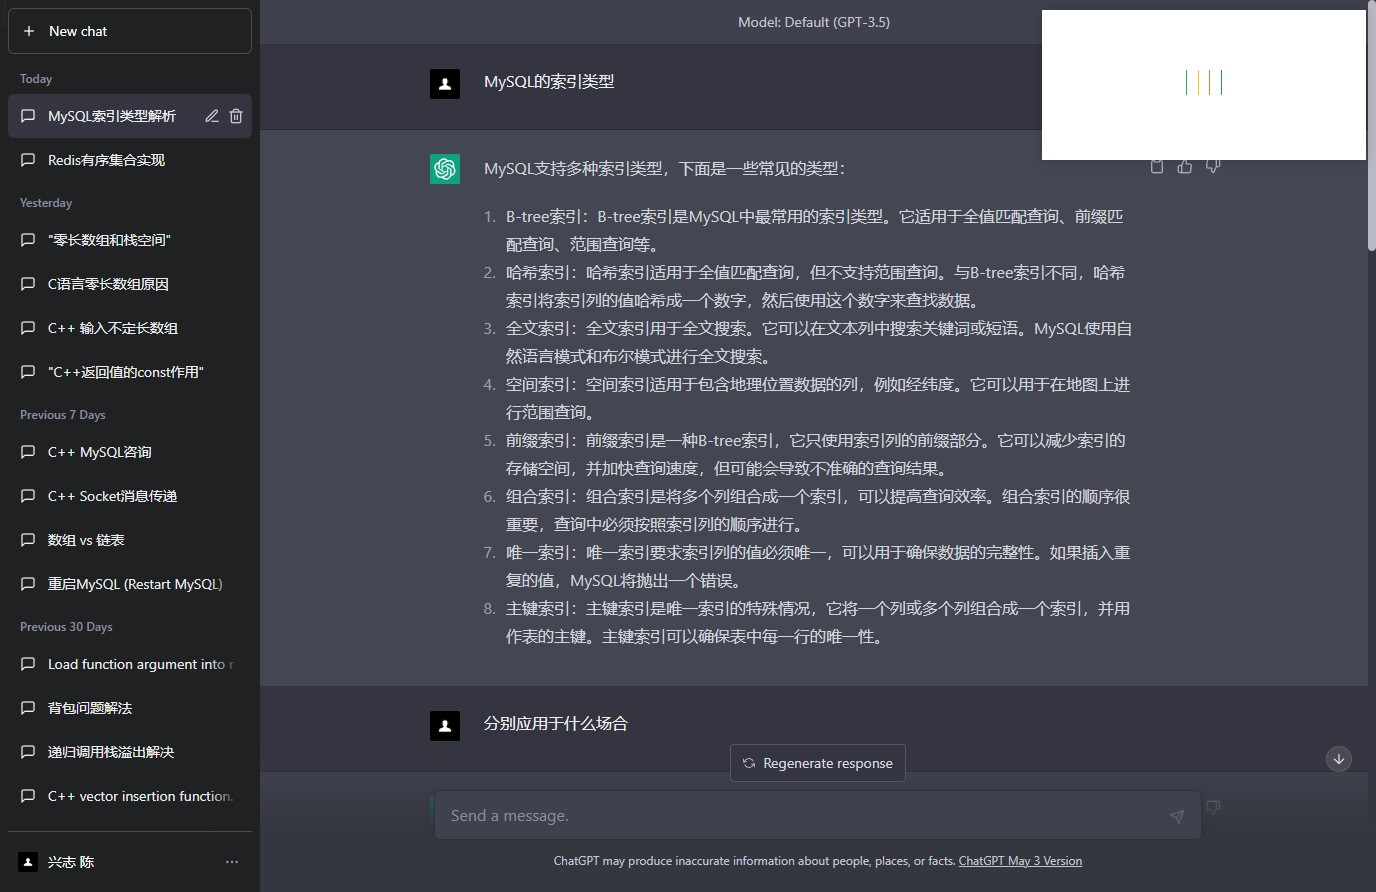 New chat
Today
MySQL索引类型解析
Redis有序集合实现
Yesterday
"零长数组和栈空间"
C语言零长数组原因
C++ 输入不定长数组
"C++返回值的const作用"
Previous 7 Days
C++ MySQL咨询
C++ Socket消息传递
数组 vs 链表
重启MySQL (Restart MySQL)
Previous 30 Days
Load function argument into r
背包问题解法
递归调用栈溢出解决
C++ vector insertion function.
兴志 陈
Model: Default (GPT-3.5)
MySQL的索引类型
MySQL支持多种索引类型，下面是一些常见的类型：
1. B-tree索引：B-tree索引是MySQL中最常用的索引类型。它适用于全值匹配查询、前缀匹
配查询、范围查询等。
2. 哈希索引：哈希索引适用于全值匹配查询，但不支持范围查询。与B-tree索引不同，哈希
索引将索引列的值哈希成一个数字，然后使用这个数字来查找数据。
3. 全文索引：全文索引用于全文搜索。它可以在文本列中搜索关键词或短语。MySQL使用自
然语言模式和布尔模式进行全文搜索。
4. 空间索引：空间索引适用于包含地理位置数据的列，例如经纬度。它可以用于在地图上进
行范围查询。
5. 前缀索引：前缀索引是一种B-tree索引，它只使用索引列的前缀部分。它可以减少索引的
存储空间，并加快查询速度，但可能会导致不准确的查询结果。
6. 组合索引：组合索引是将多个列组合成一个索引，可以提高查询效率。组合索引的顺序很
重要，查询中必须按照索引列的顺序进行。
7. 唯一索引：唯一索引要求索引列的值必须唯一，可以用于确保数据的完整性。如果插入重
复的值，MySQL将抛出一个错误。
8. 主键索引：主键索引是唯一索引的特殊情况，它将一个列或多个列组合成一个索引，并用
作表的主键。主键索引可以确保表中每一行的唯一性。
分别应用于什么场合
Regenerate response
Send a message.
ChatGPT may produce inaccurate information about people, places, or facts. ChatGPT May 3 Version